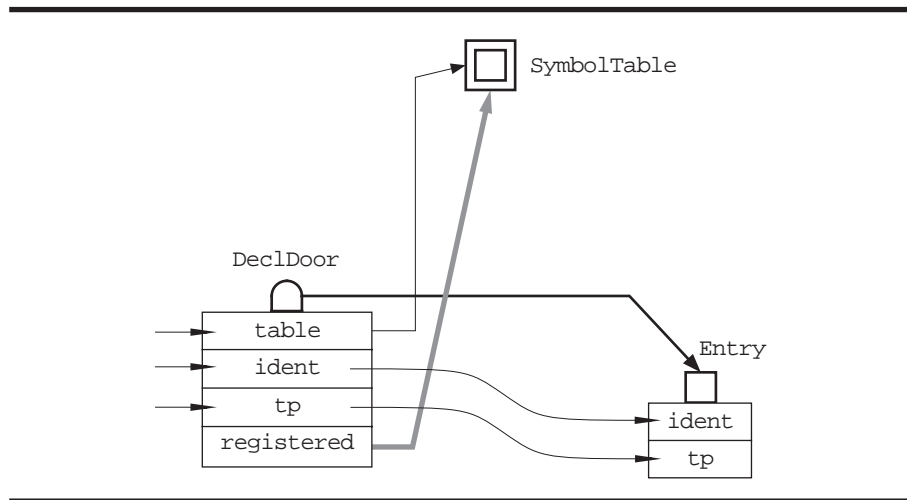 SymbolTable
DeclDoor
table
ident
tp
registered
Entry
ident
tp